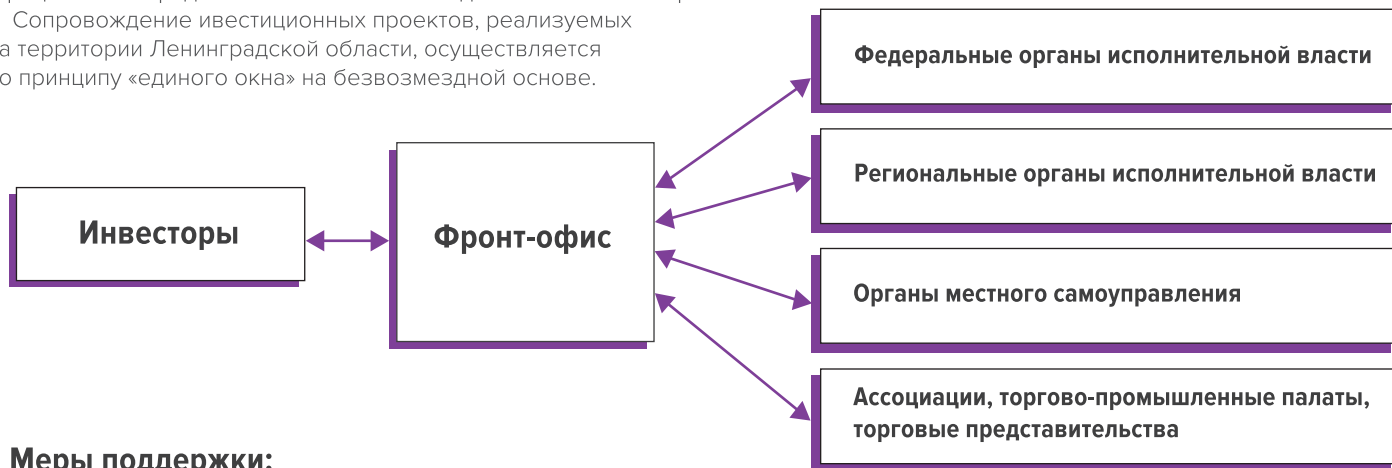 Сопровождение ивестиционных проектов, реализуемых
а территории Ленинградской области, осуществляется
о принципу «единого окна» на безвозмездной основе.
Инвесторы
Фронт-офис
Федеральные органы исполнительной власти
Региональные органы исполнительной власти
Органы местного самоуправления
Ассоциации, торгово-промышленные палаты,
торговые представительства
Меры поддержки: